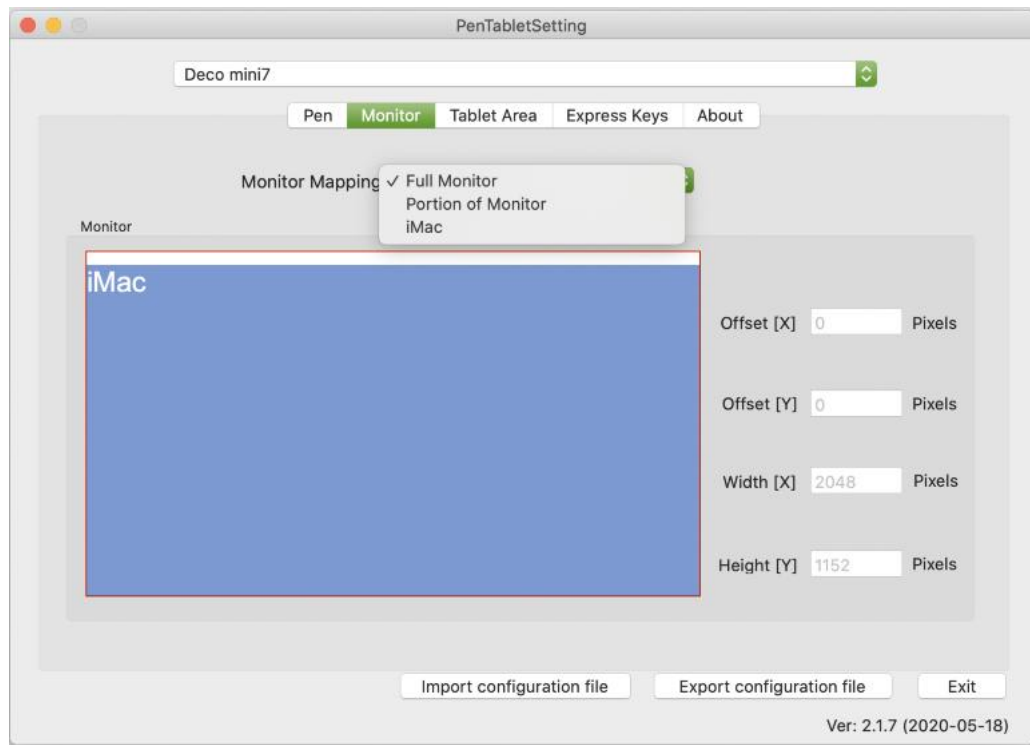 PenTabletSetting
Deco mini7
Pen Monitor Tablet Area Express Keys About
Monitor Mapping ✓ Full Monitor
Portion of Monitor
iMac
Monitor
iMac
Offset [X] 0 Pixels
Offset [Y] 0 Pixels
Width [X] 2048 Pixels
Height [Y] 1152 Pixels
Import configuration file Export configuration file Exit
Ver: 2.1.7 (2020-05-18)